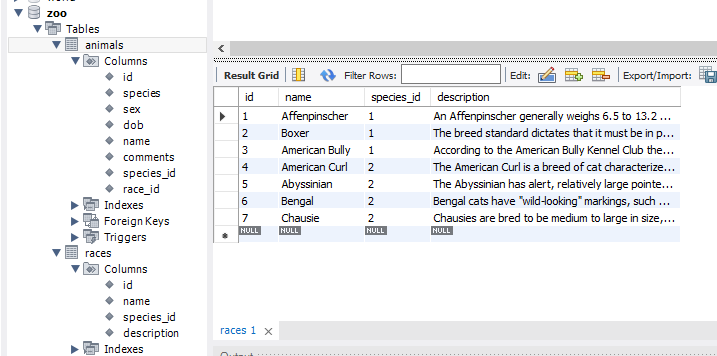 zoo
Tables
animals
Columns
id
species
sex
dob
name
comments
species_id
race_id
Indexes
Foreign Keys
Triggers
races
Columns
id
name
species_id
description
Indexes
Result Grid Filter Rows: Edit: Export/Import:
id name species_id description
1 Affenpinscher 1 An Affenpinscher generally weighs 6.5 to 13.2 ...
2 Boxer 1 The breed standard dictates that it must be in p...
3 American Bully 1 According to the American Bully Kennel Club the...
4 American Curl 2 The American Curl is a breed of cat characterize...
5 Abyssinian 2 The Abyssinian has alert, relatively large pointe...
6 Bengal 2 Bengal cats have "wild-looking" markings, such ...
7 Chausie 2 Chausies are bred to be medium to large in size,...
NULL NULL NULL NULL
races 1